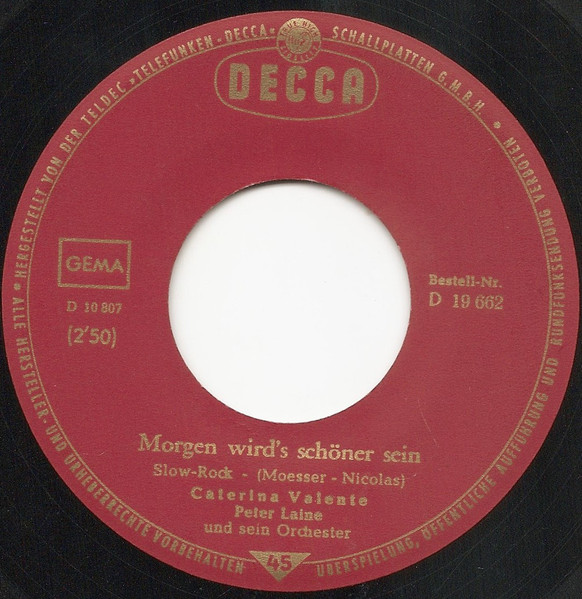 * ALLE HERSTELLER- UND URHEBERRECHTE VORBEHALTEN
* HERGESTELLT VON DER TELDEC »TELEFUNKEN - DECCA« SCHALLPLATTEN G.M.B.H.
* ÜBERSPIELUNG, ÖFFENTLICHE AUFFÜHRUNG UND RUNDFUNKSENDUNG VERBOTEN
DECCA
GEMA
D 10 807
(2'50)
Bestell-Nr.
D 19 662
Morgen wird's schöner sein
Slow-Rock - (Moesser - Nicolas)
Caterina Valente
Peter Laine
und sein Orchester
45